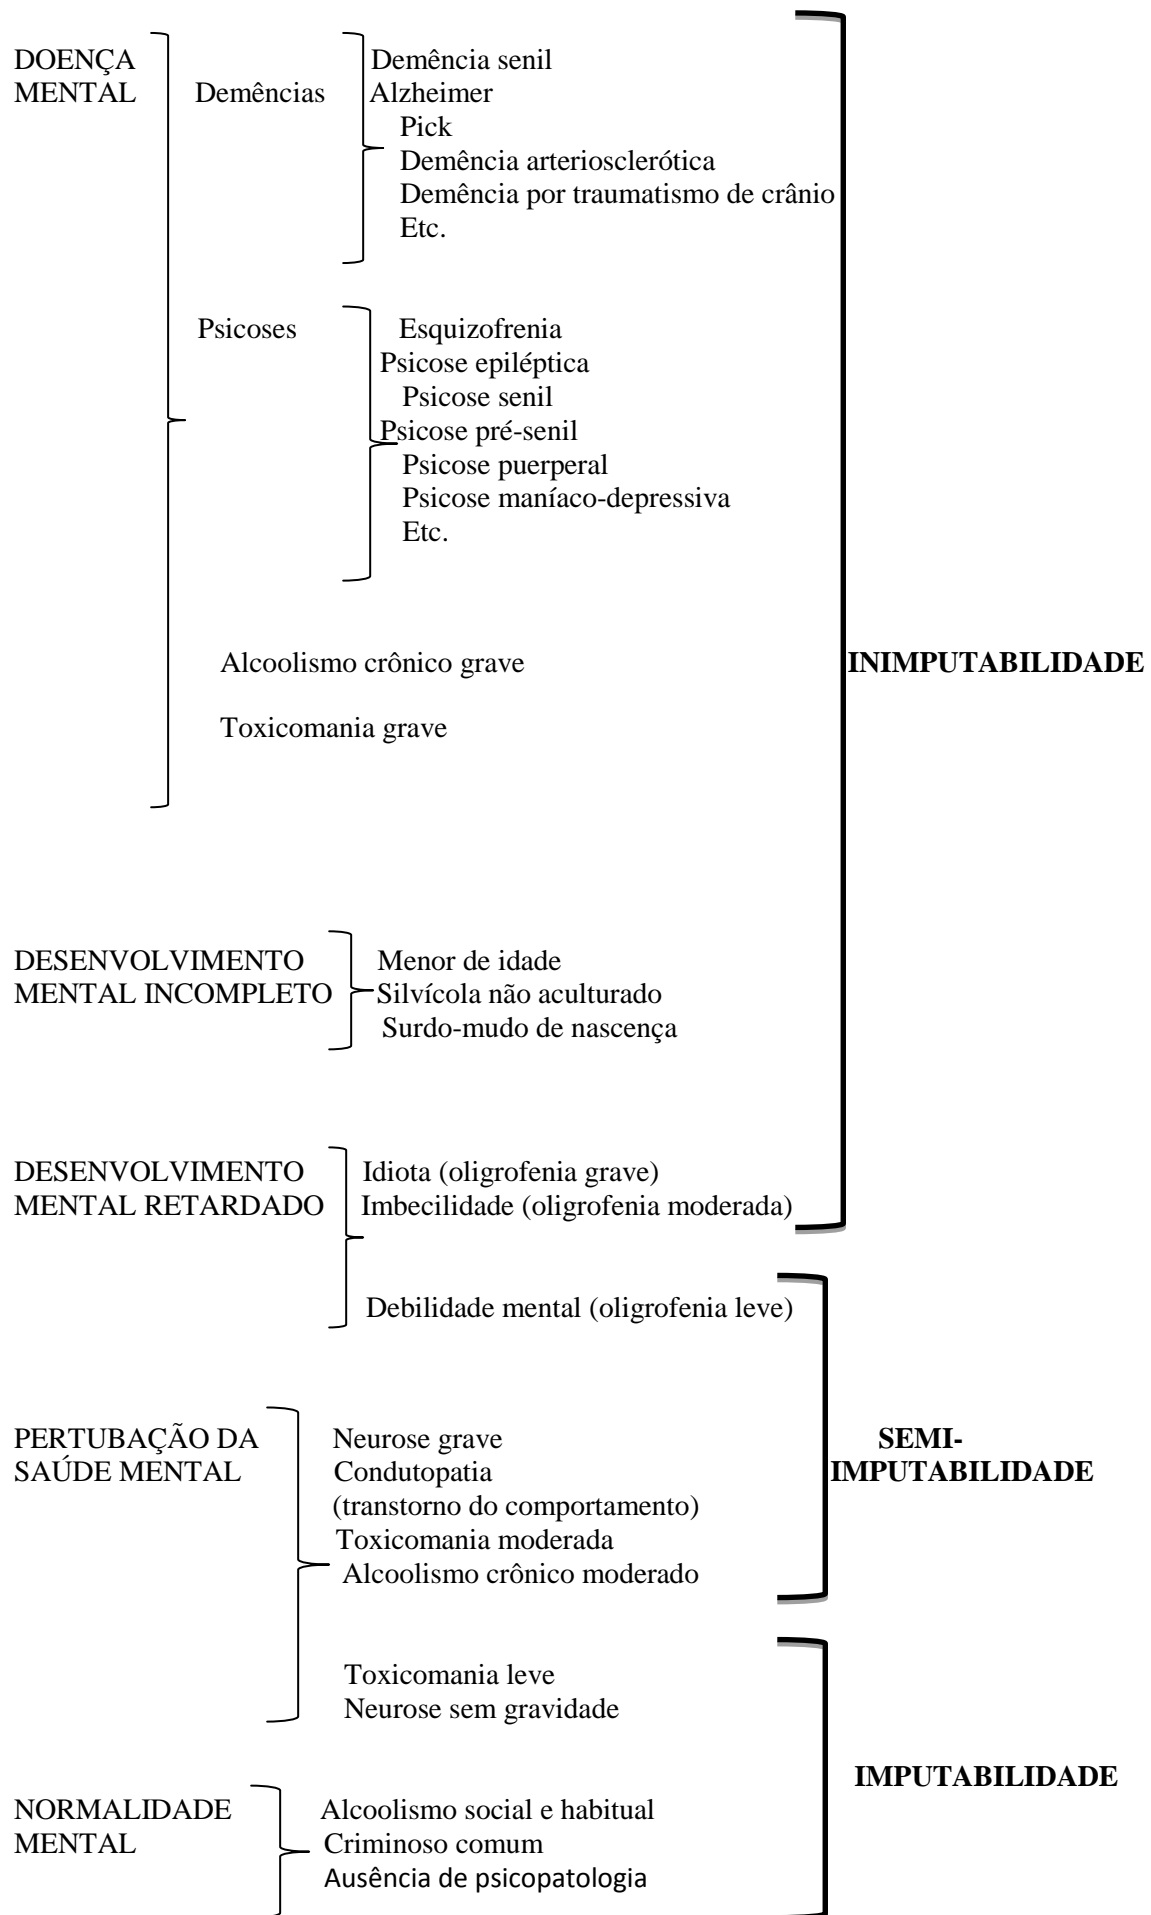 DOENÇA
MENTAL
Demências
Demência senil
Alzheimer
Pick
Demência arteriosclerótica
Demência por traumatismo de crânio
Etc.
Psicoses
Esquizofrenia
Psicose epiléptica
Psicose senil
Psicose pré-senil
Psicose puerperal
Psicose maníaco-depressiva
Etc.
Alcoolismo crônico grave
INIMPUTABILIDADE
Toxicomania grave
DESENVOLVIMENTO
MENTAL INCOMPLETO
Menor de idade
Silvícola não aculturado
Surdo-mudo de nascença
DESENVOLVIMENTO
MENTAL RETARDADO
Idiota (oligrofenia grave)
Imbecilidade (oligrofenia moderada)
Debilidade mental (oligrofenia leve)
PERTUBAÇÃO DA
SAÚDE MENTAL
Neurose grave
Condutopatia
(transtorno do comportamento)
Toxicomania moderada
Alcoolismo crônico moderado
SEMI-
IMPUTABILIDADE
Toxicomania leve
Neurose sem gravidade
IMPUTABILIDADE
NORMALIDADE
MENTAL
Alcoolismo social e habitual
Criminoso comum
Ausência de psicopatologia